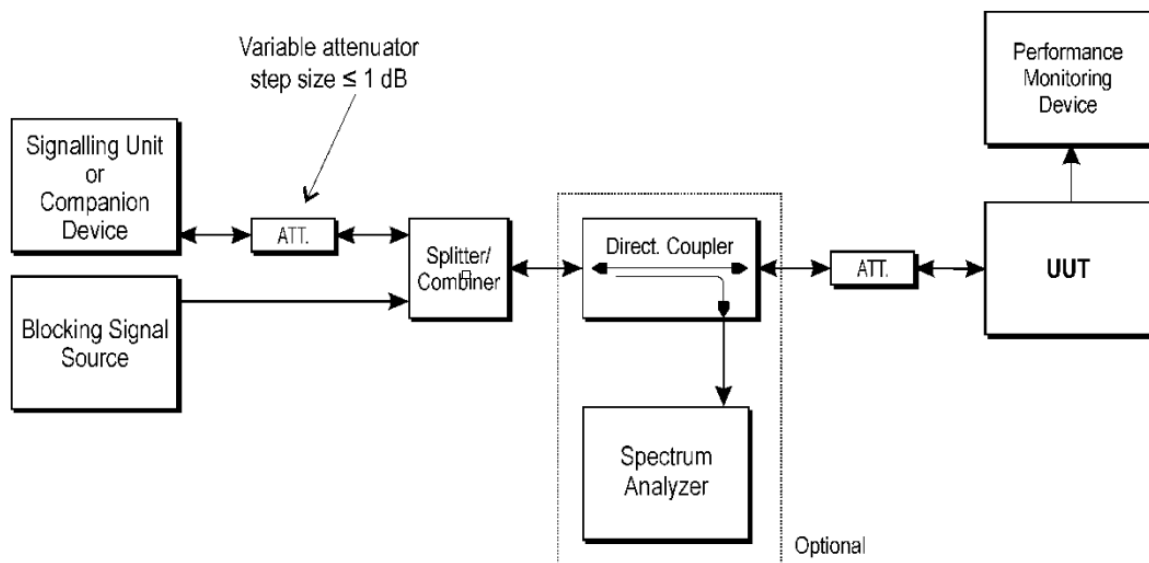 Variable attenuator
step size ≤ 1 dB
Performance
Monitoring
Device
Signalling Unit
or
Companion
Device
ATT.
Splitter/
Combiner
Direct. Coupler
ATT.
UUT
Blocking Signal
Source
Spectrum
Analyzer
Optional